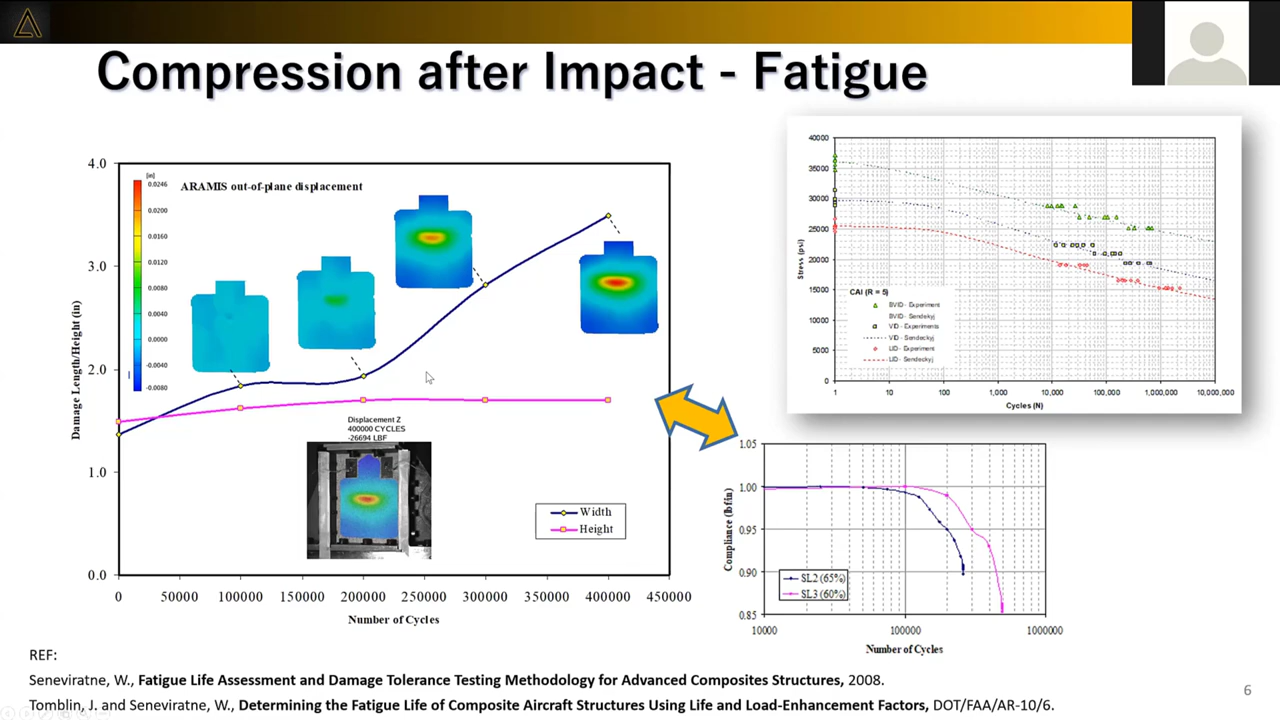 Compression after Impact - Fatigue
4.0
3.0
2.0
1.0
0.0
Damage Length/Height (in)
[in]
0.0246
0.0200
0.0160
0.0120
0.0080
0.0040
0.0000
-0.0040
-0.0080
ARAMIS out-of-plane displacement
Displacement Z
400000 CYCLES
-26694 LBF
Width
Height
0 50000 100000 150000 200000 250000 300000 350000 400000 450000
Number of Cycles
40000
35000
30000
25000
20000
15000
10000
5000
0
Stress (psi)
CAI (R = 5)
BVID - Experiment
BVID - Sendeckyj
VID - Experiments
VID - Sendeckyj
LID - Experiment
LID - Sendeckyj
1 10 100 1,000 10,000 100,000 1,000,000 10,000,000
Cycles (N)
1.05
1.00
0.95
0.90
0.85
Compliance (lbf/in)
SL2 (65%)
SL3 (60%)
10000 100000 1000000
Number of Cycles
REF:
Seneviratne, W., Fatigue Life Assessment and Damage Tolerance Testing Methodology for Advanced Composites Structures, 2008.
Tomblin, J. and Seneviratne, W., Determining the Fatigue Life of Composite Aircraft Structures Using Life and Load-Enhancement Factors, DOT/FAA/AR-10/6.
6